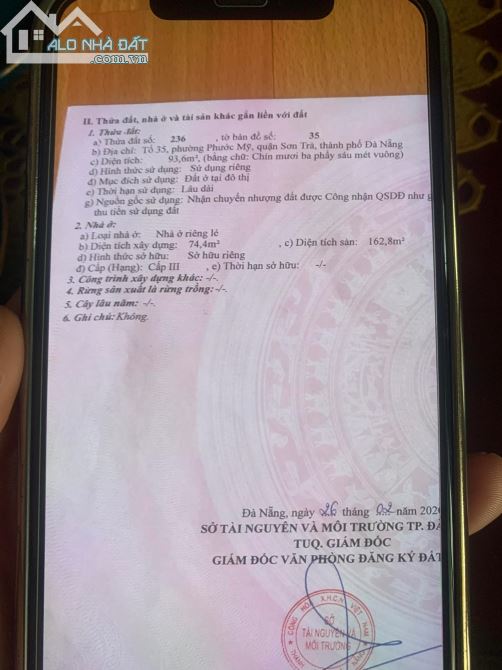 ALO NHÀ ĐẤT
.com.vn
II. Thửa đất, nhà ở và tài sản khác gắn liền với đất
1. Thửa đất:
a) Thửa đất số: 236 , tờ bản đồ số: 35
b) Địa chỉ: Tổ 35, phường Phước Mỹ, quận Sơn Trà, thành phố Đà Nẵng
c) Diện tích: 93,6m², (bằng chữ: Chín mươi ba phẩy sáu mét vuông)
d) Hình thức sử dụng: Sử dụng riêng
đ) Mục đích sử dụng: Đất ở tại đô thị
e) Thời hạn sử dụng: Lâu dài
g) Nguồn gốc sử dụng: Nhận chuyển nhượng đất được Công nhận QSDĐ như g
thu tiền sử dụng đất
2. Nhà ở:
a) Loại nhà ở: Nhà ở riêng lẻ
b) Diện tích xây dựng: 74,4m² , c) Diện tích sàn: 162,8m²
d) Hình thức sở hữu: Sở hữu riêng
đ) Cấp (Hạng): Cấp III , e) Thời hạn sở hữu: -/-
3. Công trình xây dựng khác: -/-.
4. Rừng sản xuất là rừng trồng: -/-.
5. Cây lâu năm: -/-.
6. Ghi chú: Không.
Đà Nẵng, ngày 26 tháng 02 năm 202
SỞ TÀI NGUYÊN VÀ MÔI TRƯỜNG TP. ĐÀ
TUQ. GIÁM ĐỐC
GIÁM ĐỐC VĂN PHÒNG ĐĂNG KÝ ĐẤT
CỘNG HÒA X.H.C.N VIỆT NAM
SỞ
TÀI NGUYÊN VÀ
MÔI TRƯỜNG